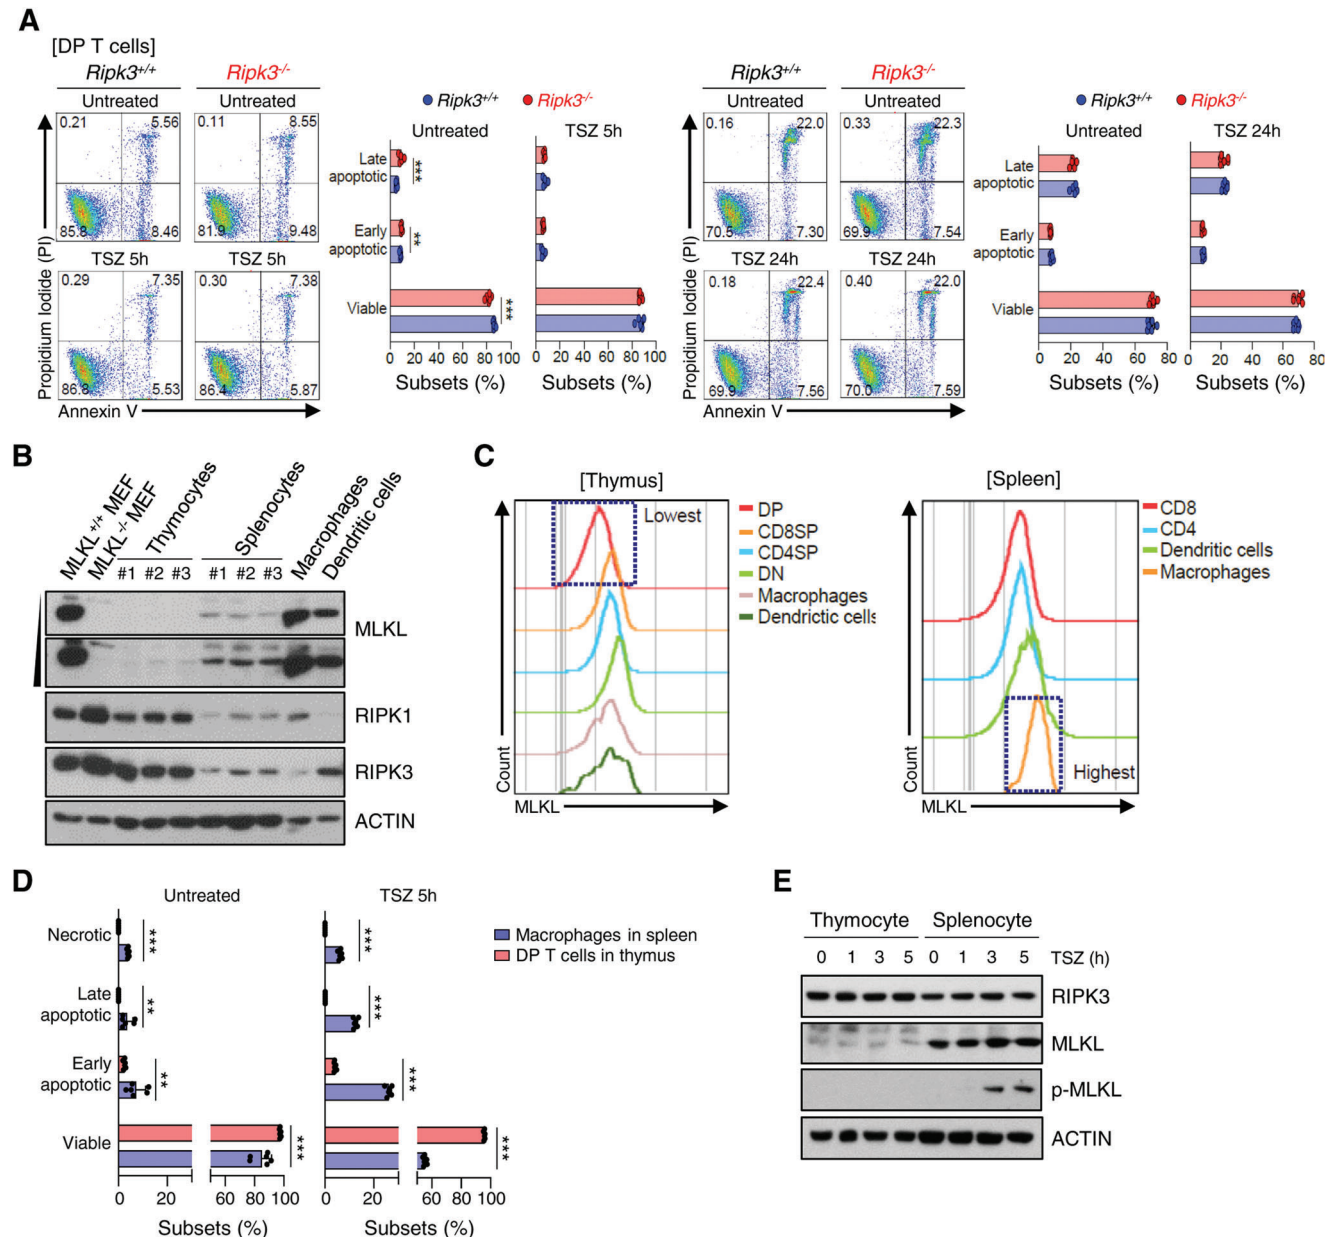 A
[DP T cells]
Ripk3+/+ Ripk3-/-
Untreated Untreated
0.21 5.56 0.11 8.55
85.8 8.46 81.9 9.48
TSZ 5h TSZ 5h
0.29 7.35 0.30 7.38
86.8 5.53 86.4 5.87
Propidium Iodide (PI)
Annexin V
Ripk3+/+ Ripk3-/-
Untreated TSZ 5h
Late apoptotic ***
Early apoptotic **
Viable ***
0 20 40 60 80 100 0 20 40 60 80 100
Subsets (%) Subsets (%)
Ripk3+/+ Ripk3-/-
Untreated Untreated
0.16 22.0 0.33 22.3
70.5 7.30 69.9 7.54
TSZ 24h TSZ 24h
0.18 22.4 0.40 22.0
69.9 7.56 70.0 7.59
Propidium Iodide (PI)
Annexin V
Ripk3+/+ Ripk3-/-
Untreated TSZ 24h
Late apoptotic
Early apoptotic
Viable
0 20 40 60 80 0 20 40 60 80
Subsets (%) Subsets (%)
B
MLKL+/+ MEF
MLKL-/- MEF
Thymocytes
Splenocytes
Macrophages
Dendritic cells
#1 #2 #3 #1 #2 #3
MLKL
RIPK1
RIPK3
ACTIN
C
[Thymus]
Lowest
DP
CD8SP
CD4SP
DN
Macrophages
Dendrictic cells
Count
MLKL
[Spleen]
CD8
CD4
Dendritic cells
Macrophages
Highest
Count
MLKL
D
Untreated TSZ 5h
Necrotic *** ***
Late apoptotic ** ***
Early apoptotic ** ***
Viable *** ***
0 20 60 80 100 0 20 60 80 100
Subsets (%) Subsets (%)
Macrophages in spleen
DP T cells in thymus
E
Thymocyte Splenocyte
0 1 3 5 0 1 3 5 TSZ (h)
RIPK3
MLKL
p-MLKL
ACTIN